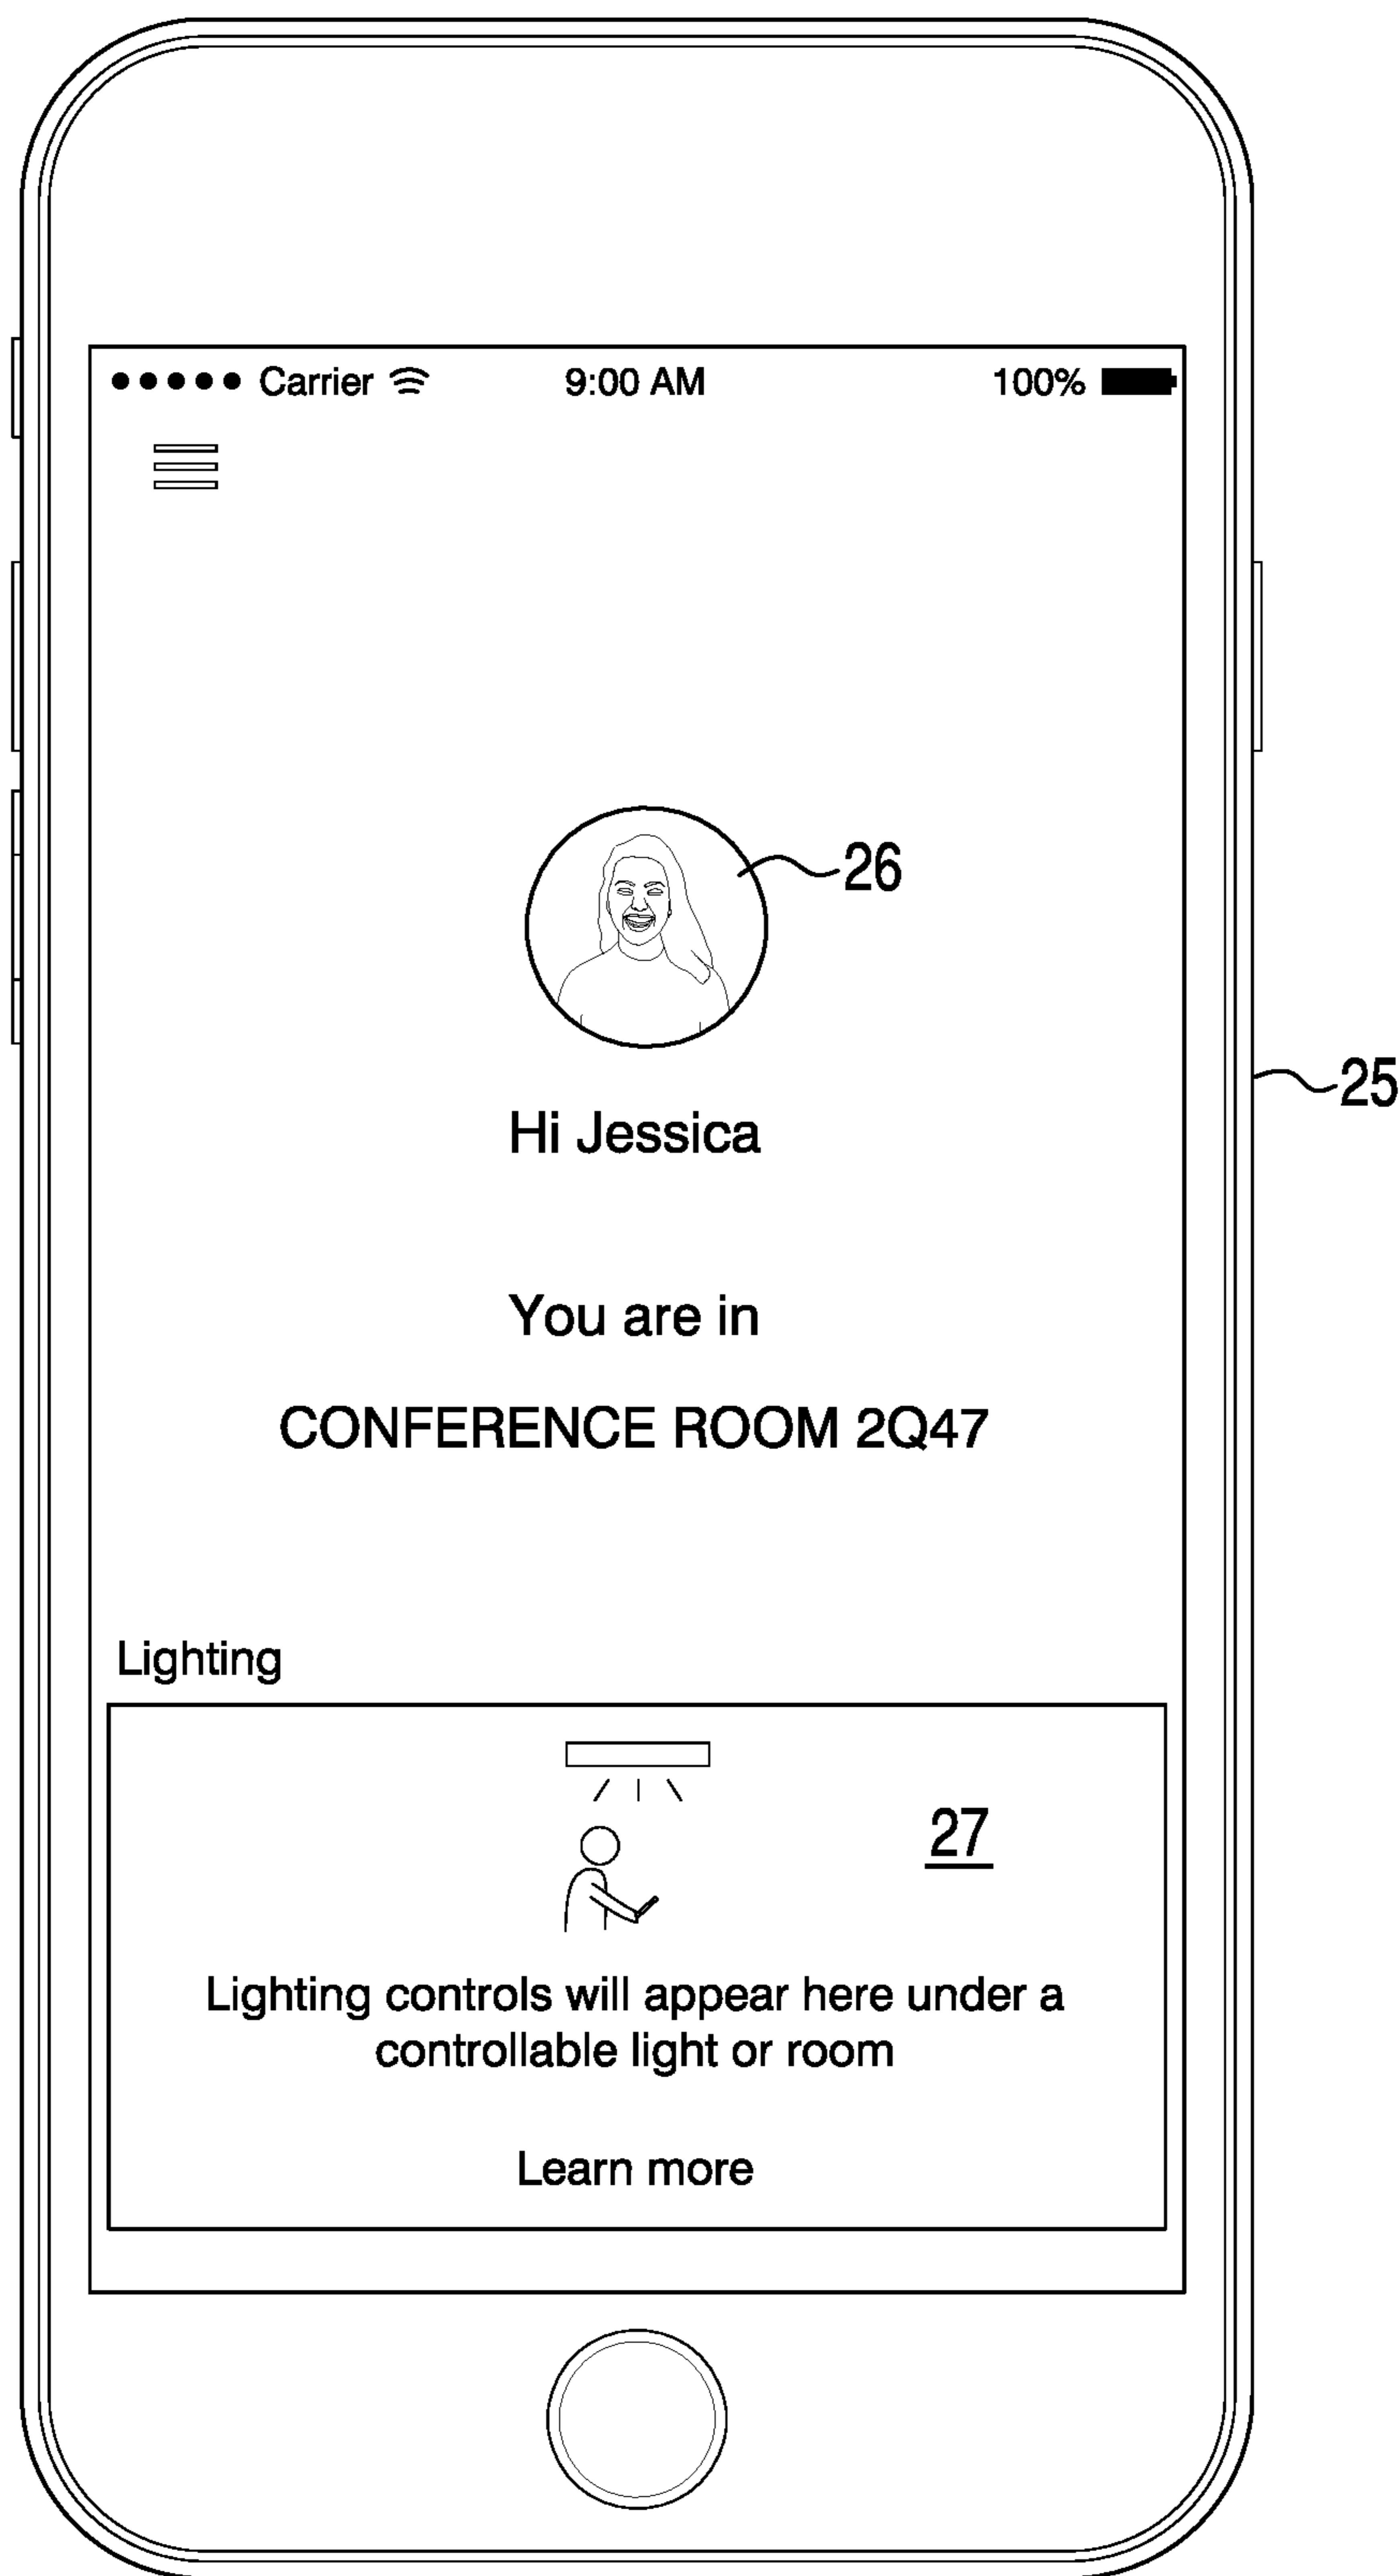 Carrier 9:00 AM 100%
26
25
Hi Jessica
You are in
CONFERENCE ROOM 2Q47
Lighting
27
Lighting controls will appear here under a
controllable light or room
Learn more